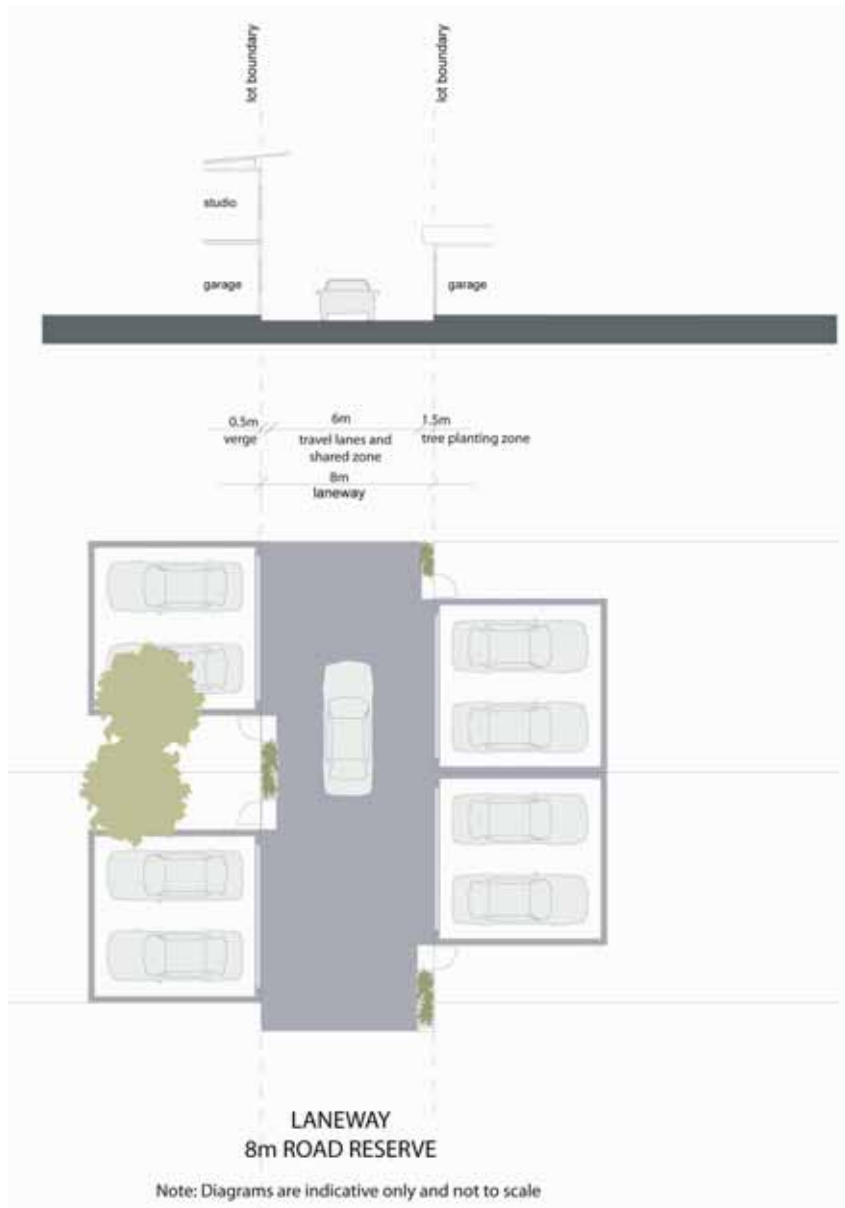 lot boundary
lot boundary
studio
garage
garage
0.5m
verge
6m
travel lanes and
shared zone
1.5m
tree planting zone
8m
laneway
LANEWAY
8m ROAD RESERVE
Note: Diagrams are indicative only and not to scale